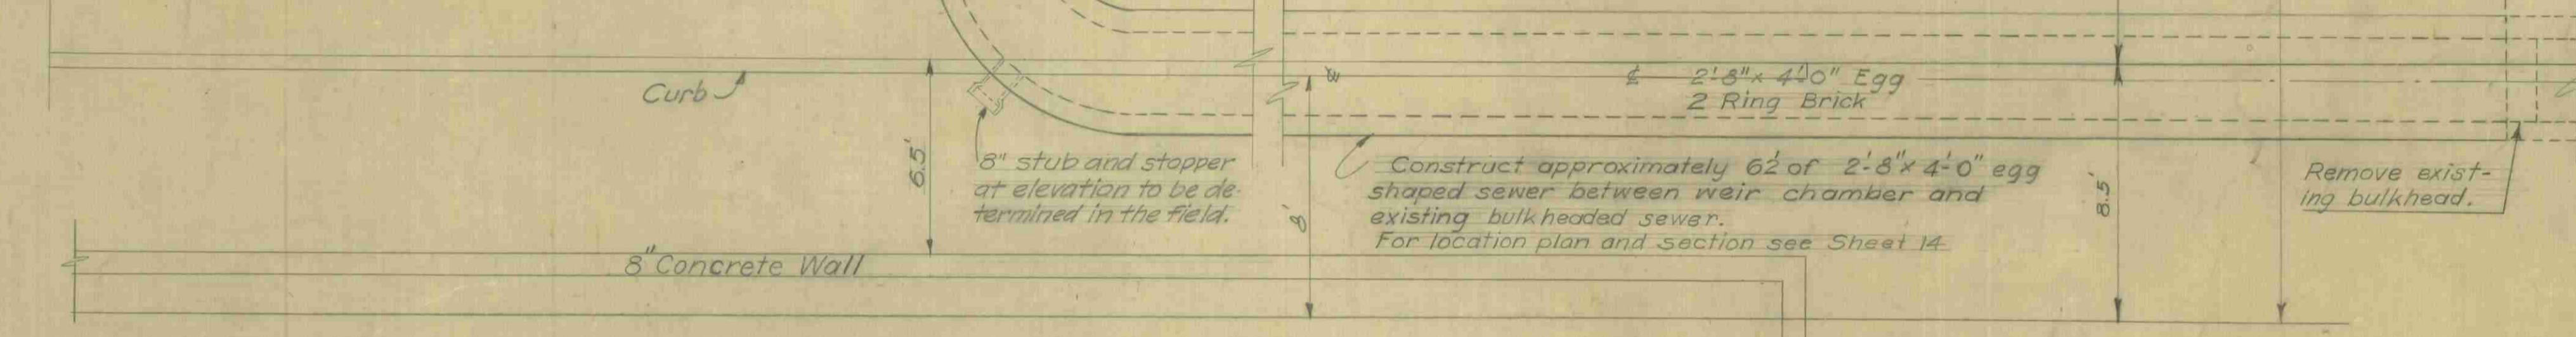 Curb
6.5'
8" stub and stopper
at elevation to be de-
termined in the field.
8" Concrete Wall
8'
℄ 2'-8" x 4'-0" Egg
2 Ring Brick
Construct approximately 62' of 2'-8" x 4'-0" egg
shaped sewer between weir chamber and
existing bulkheaded sewer.
For location plan and section see Sheet 14
8.5'
Remove exist-
ing bulkhead.